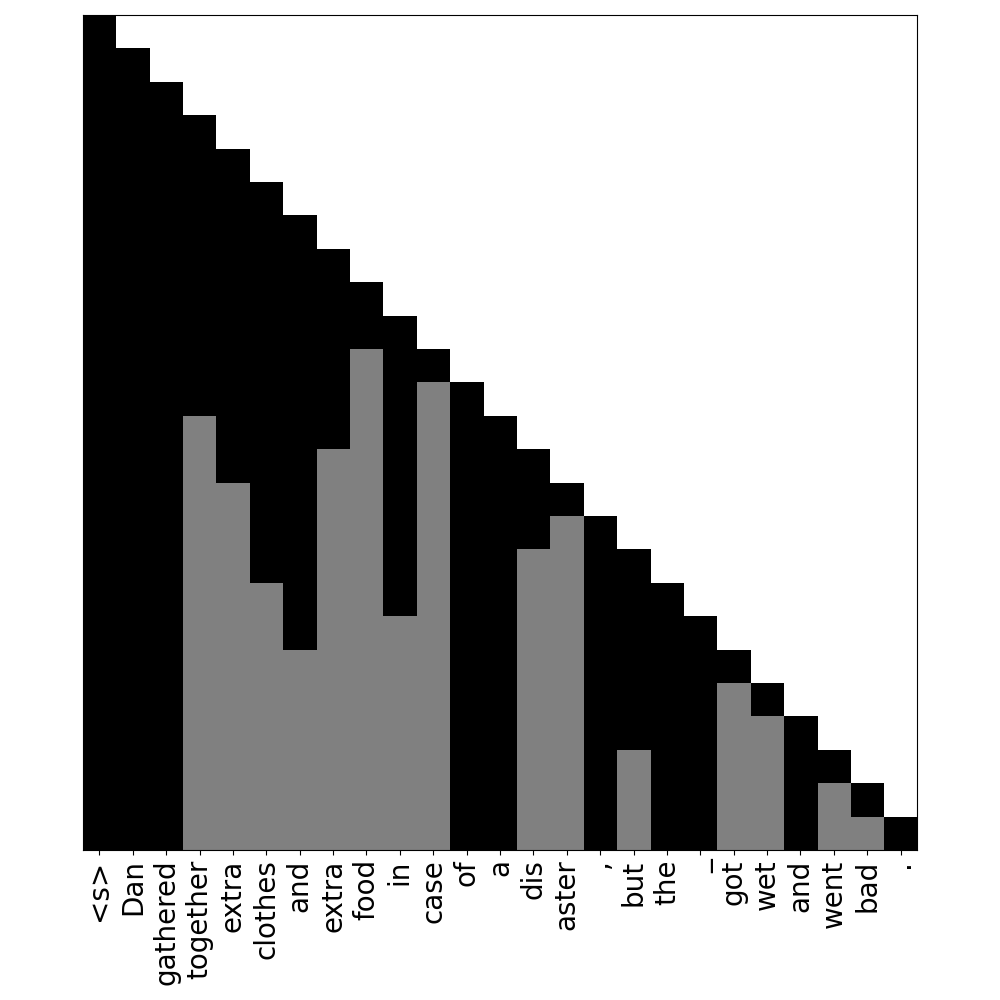 <s> Dan gathered together extra clothes and extra food in case of a dis aster , but the _ got wet and went bad .